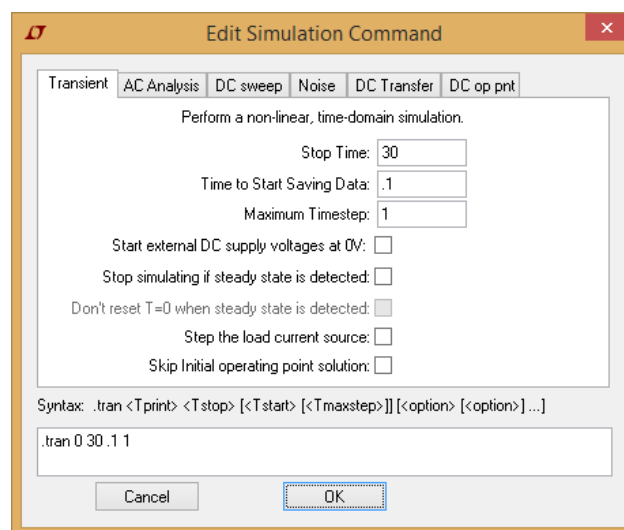 Edit Simulation Command
Transient AC Analysis DC sweep Noise DC Transfer DC op pnt
Perform a non-linear, time-domain simulation.
Stop Time: 30
Time to Start Saving Data: .1
Maximum Timestep: 1
Start external DC supply voltages at 0V:
Stop simulating if steady state is detected:
Don't reset T=0 when steady state is detected:
Step the load current source:
Skip Initial operating point solution:
Syntax: .tran <Tprint> <Tstop> [<Tstart> [<Tmaxstep>]] [<option> [<option>] ...]
.tran 0 30 .1 1
Cancel OK